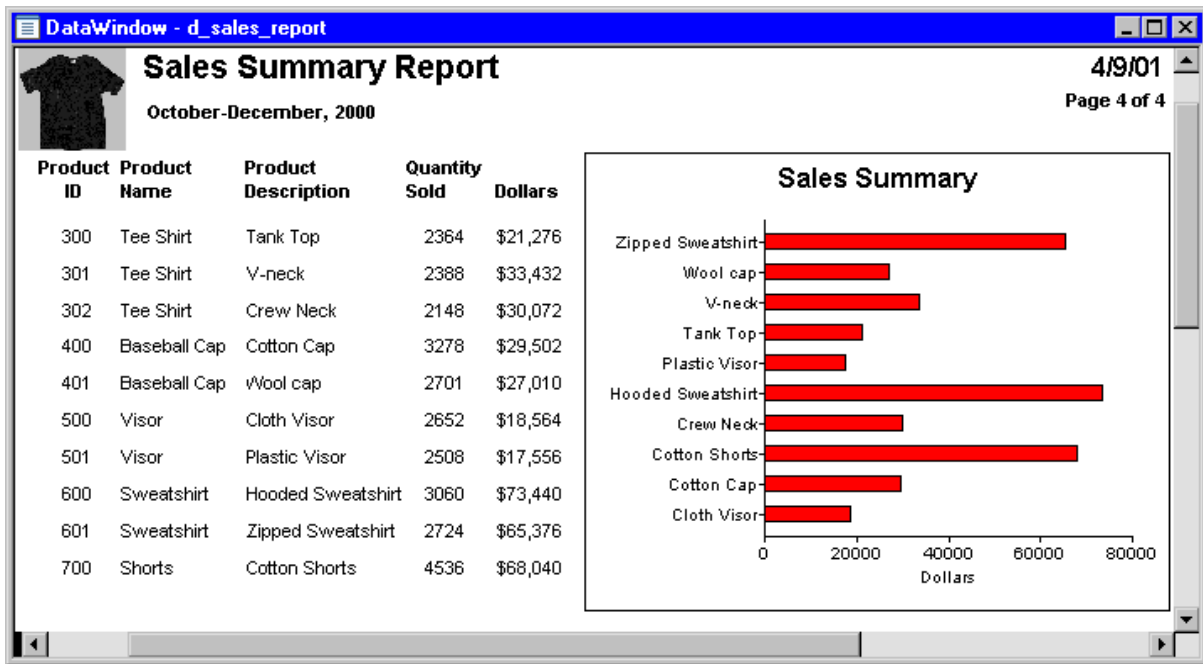 DataWindow - d_sales_report
Sales Summary Report
4/9/01
October-December, 2000
Page 4 of 4
Product ID Product Name Product Description Quantity Sold Dollars
300 Tee Shirt Tank Top 2364 $21,276
301 Tee Shirt V-neck 2388 $33,432
302 Tee Shirt Crew Neck 2148 $30,072
400 Baseball Cap Cotton Cap 3278 $29,502
401 Baseball Cap Wool cap 2701 $27,010
500 Visor Cloth Visor 2652 $18,564
501 Visor Plastic Visor 2508 $17,556
600 Sweatshirt Hooded Sweatshirt 3060 $73,440
601 Sweatshirt Zipped Sweatshirt 2724 $65,376
700 Shorts Cotton Shorts 4536 $68,040
Sales Summary
Zipped Sweatshirt
Wool cap
V-neck
Tank Top
Plastic Visor
Hooded Sweatshirt
Crew Neck
Cotton Shorts
Cotton Cap
Cloth Visor
0 20000 40000 60000 80000
Dollars